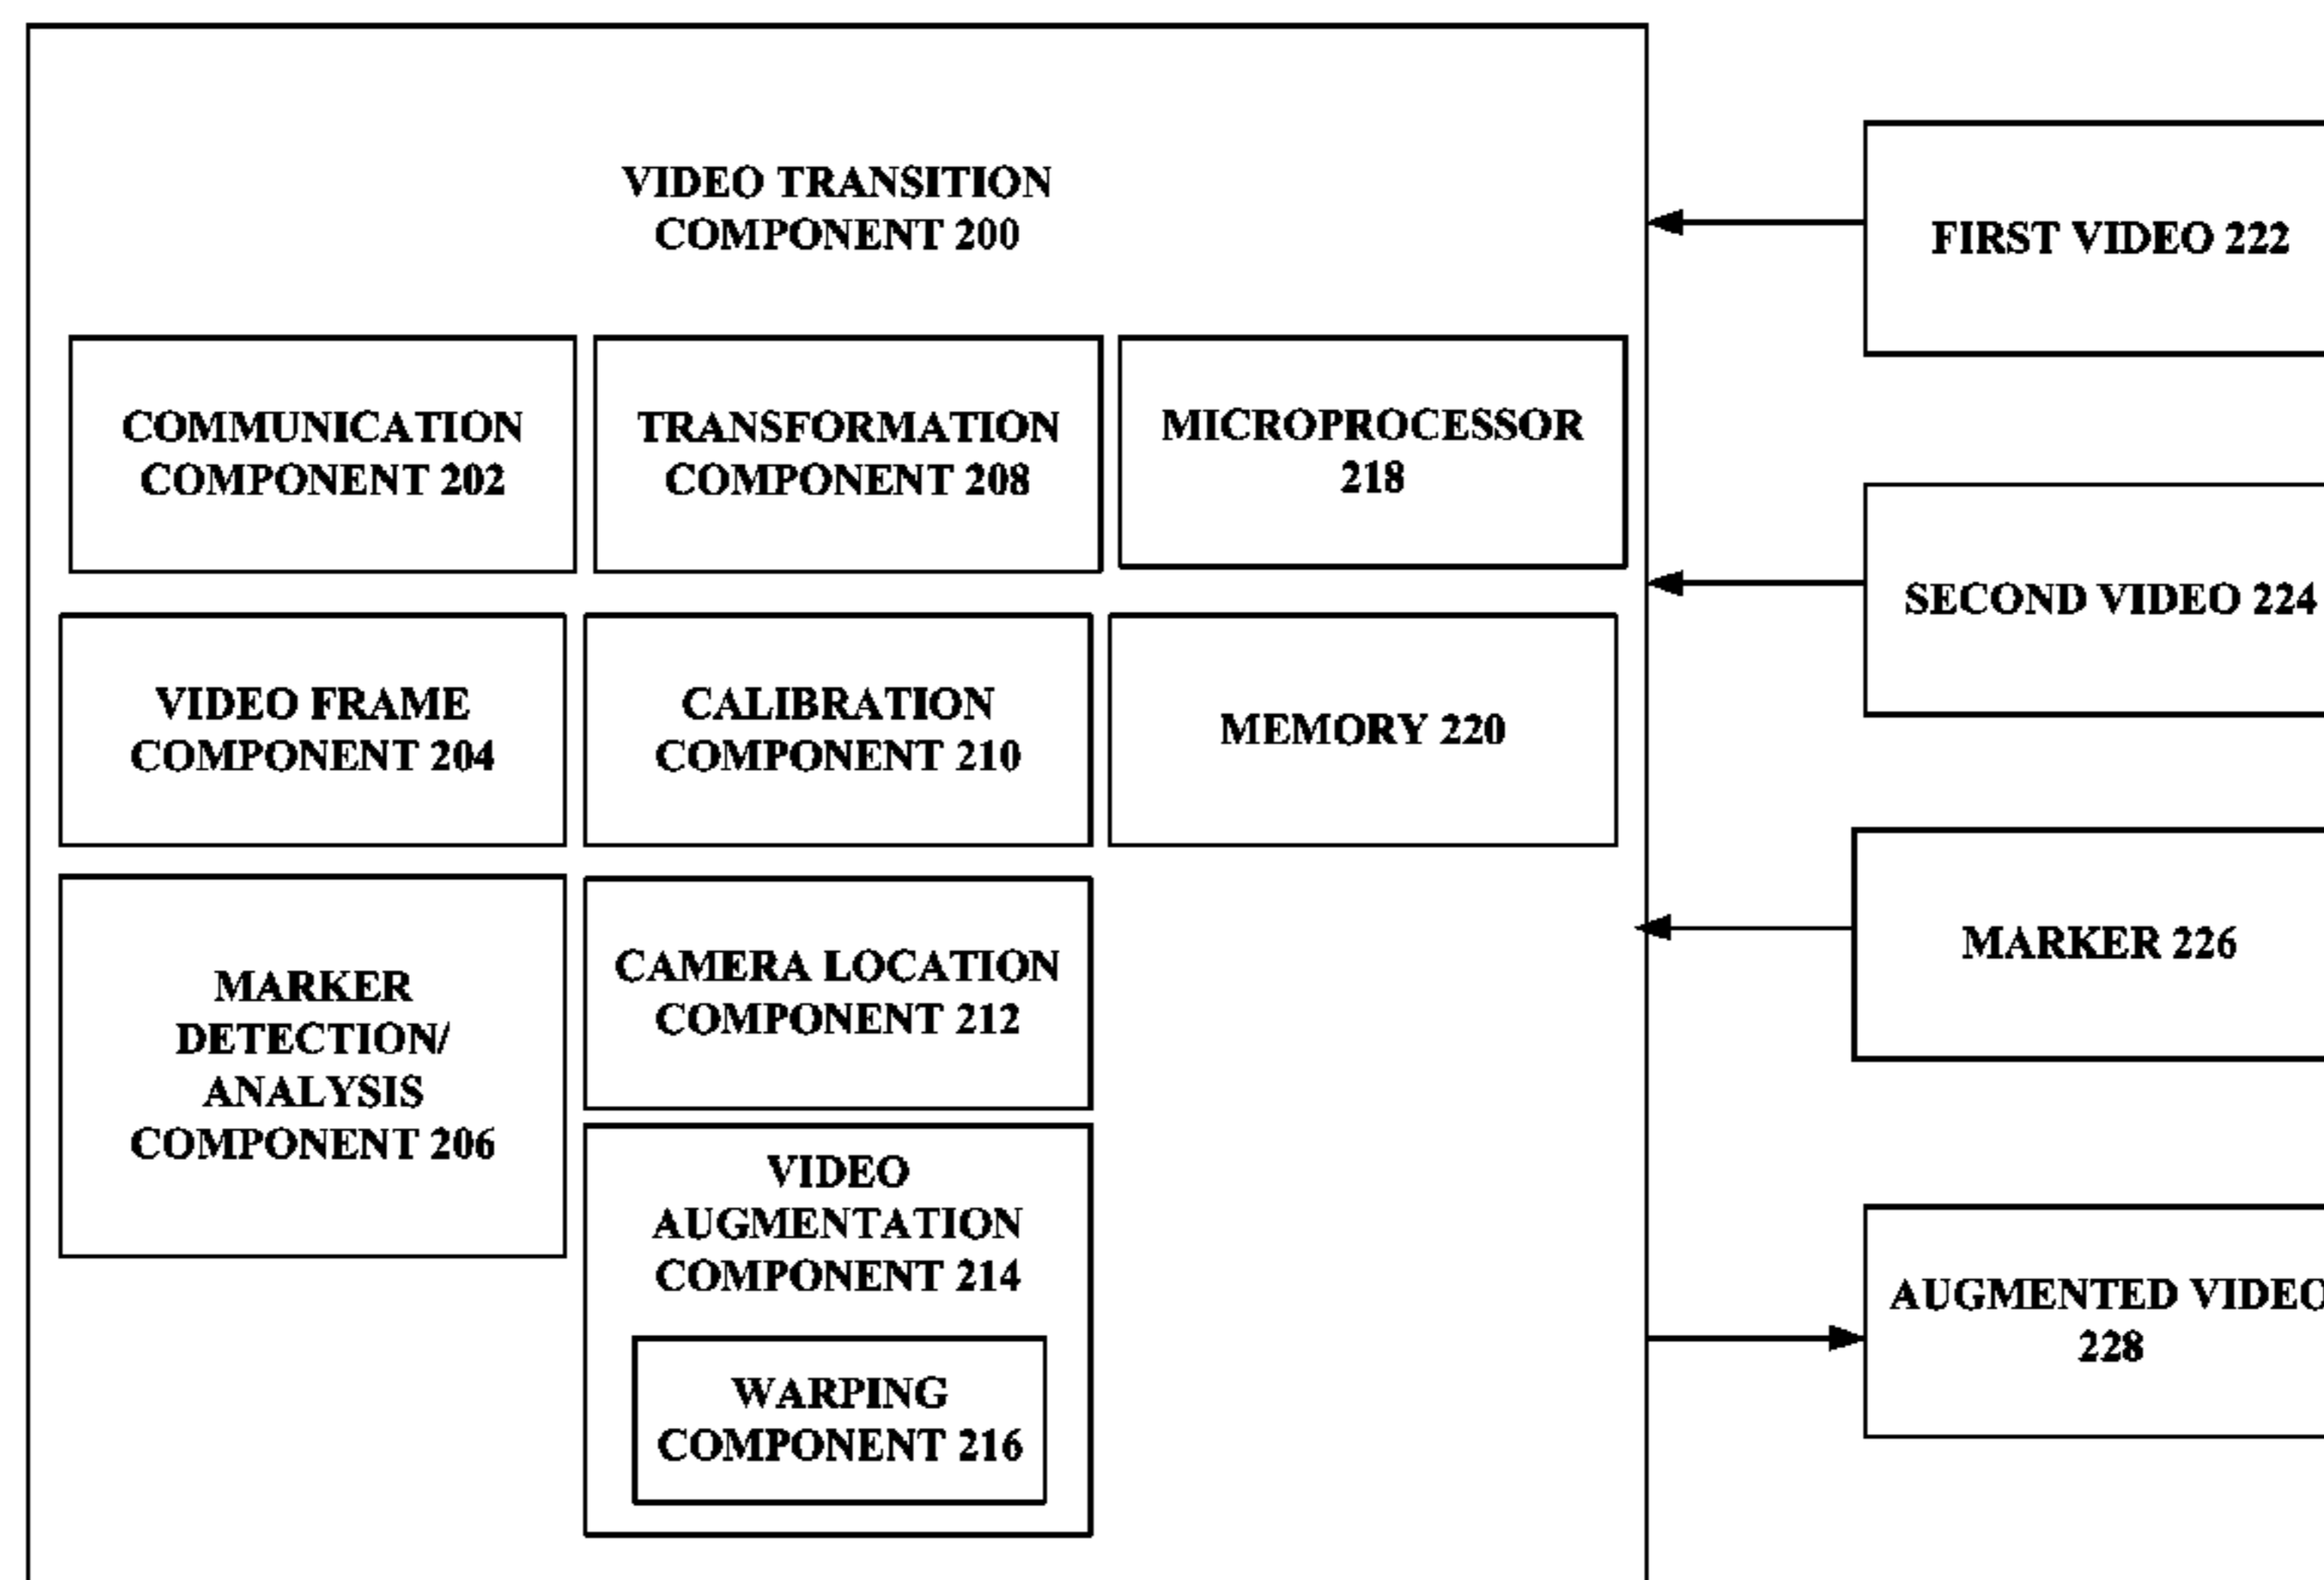 VIDEO TRANSITION
COMPONENT 200
COMMUNICATION
COMPONENT 202
TRANSFORMATION
COMPONENT 208
MICROPROCESSOR
218
VIDEO FRAME
COMPONENT 204
CALIBRATION
COMPONENT 210
MEMORY 220
MARKER
DETECTION/
ANALYSIS
COMPONENT 206
CAMERA LOCATION
COMPONENT 212
VIDEO
AUGMENTATION
COMPONENT 214
WARPING
COMPONENT 216
FIRST VIDEO 222
SECOND VIDEO 224
MARKER 226
AUGMENTED VIDEO
228